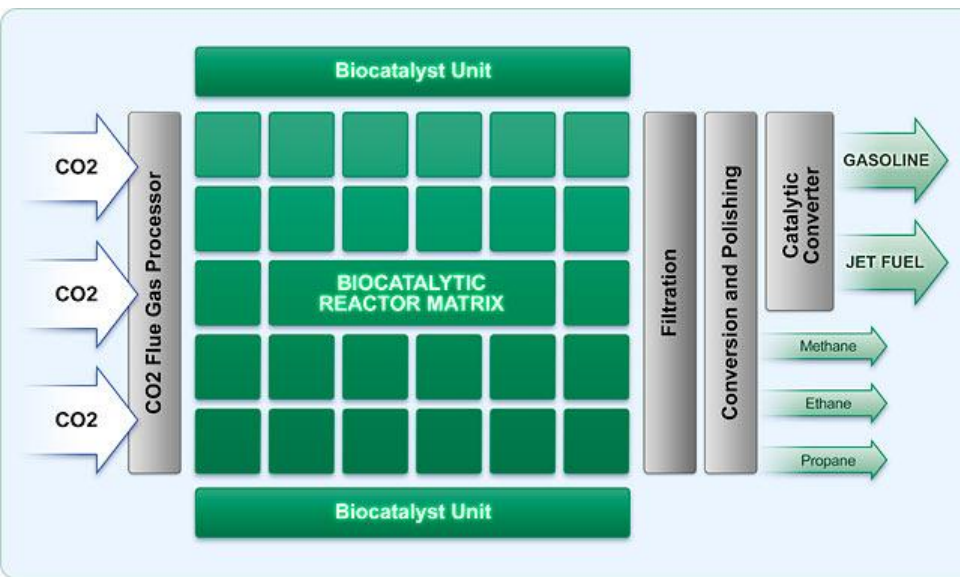 Biocatalyst Unit
CO2
CO2
CO2
CO2 Flue Gas Processor
BIOCATALYTIC
REACTOR MATRIX
Filtration
Conversion and Polishing
Catalytic
Converter
GASOLINE
JET FUEL
Methane
Ethane
Propane
Biocatalyst Unit